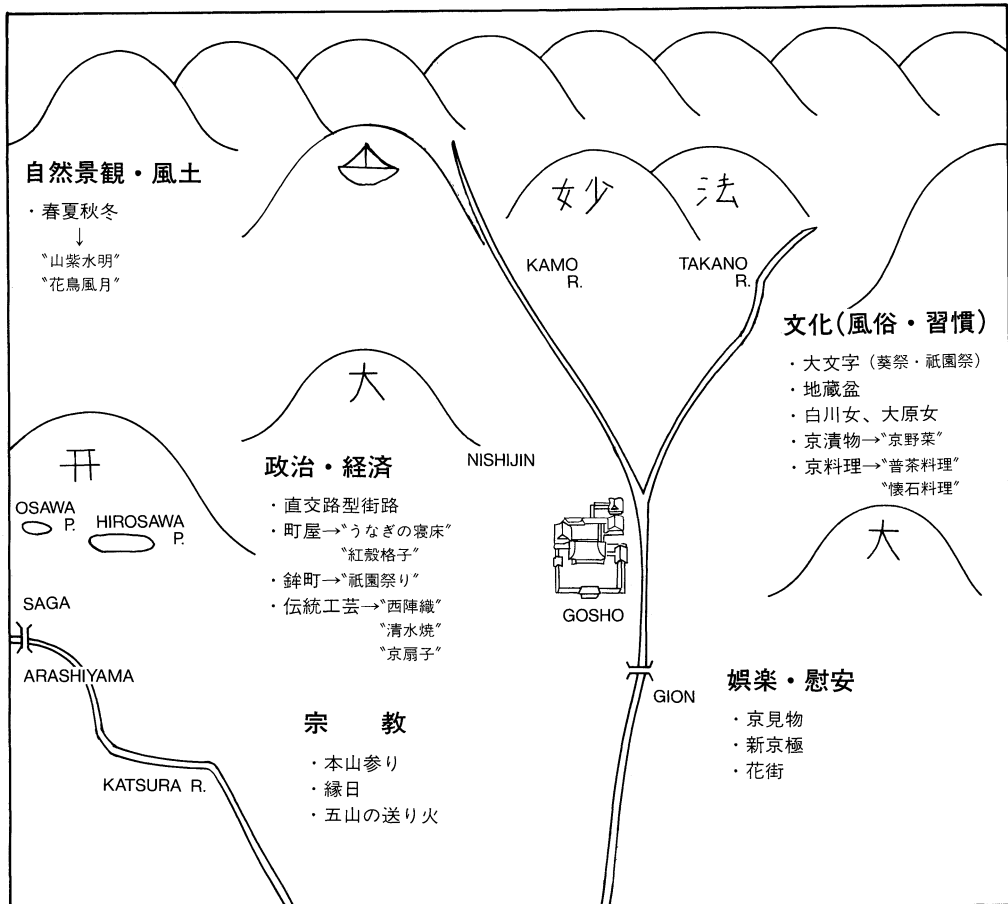 自然景観・風土
・春夏秋冬
↓
〝山紫水明〞
〝花鳥風月〞
妙 法
KAMO
R.
TAKANO
R.
文化(風俗・習慣)
・大文字(葵祭・祇園祭)
・地蔵盆
・白川女、大原女
・京漬物→〝京野菜〞
・京料理→〝普茶料理〞
〝懐石料理〞
大
大
NISHIJIN
政治・経済
・直交路型街路
・町屋→〝うなぎの寝床〞
〝紅殻格子〞
・鉾町→〝祇園祭り〞
・伝統工芸→〝西陣織〞
〝清水焼〞
〝京扇子〞
OSAWA
P.
HIROSAWA
P.
SAGA
ARASHIYAMA
KATSURA R.
GOSHO
GION
宗 教
・本山参り
・縁日
・五山の送り火
娯楽・慰安
・京見物
・新京極
・花街